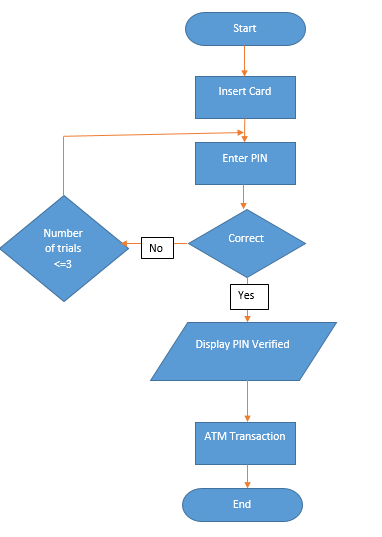 Start
Insert Card
Enter PIN
Number
of trials
<=3
No
Correct
Yes
Display PIN Verified
ATM Transaction
End